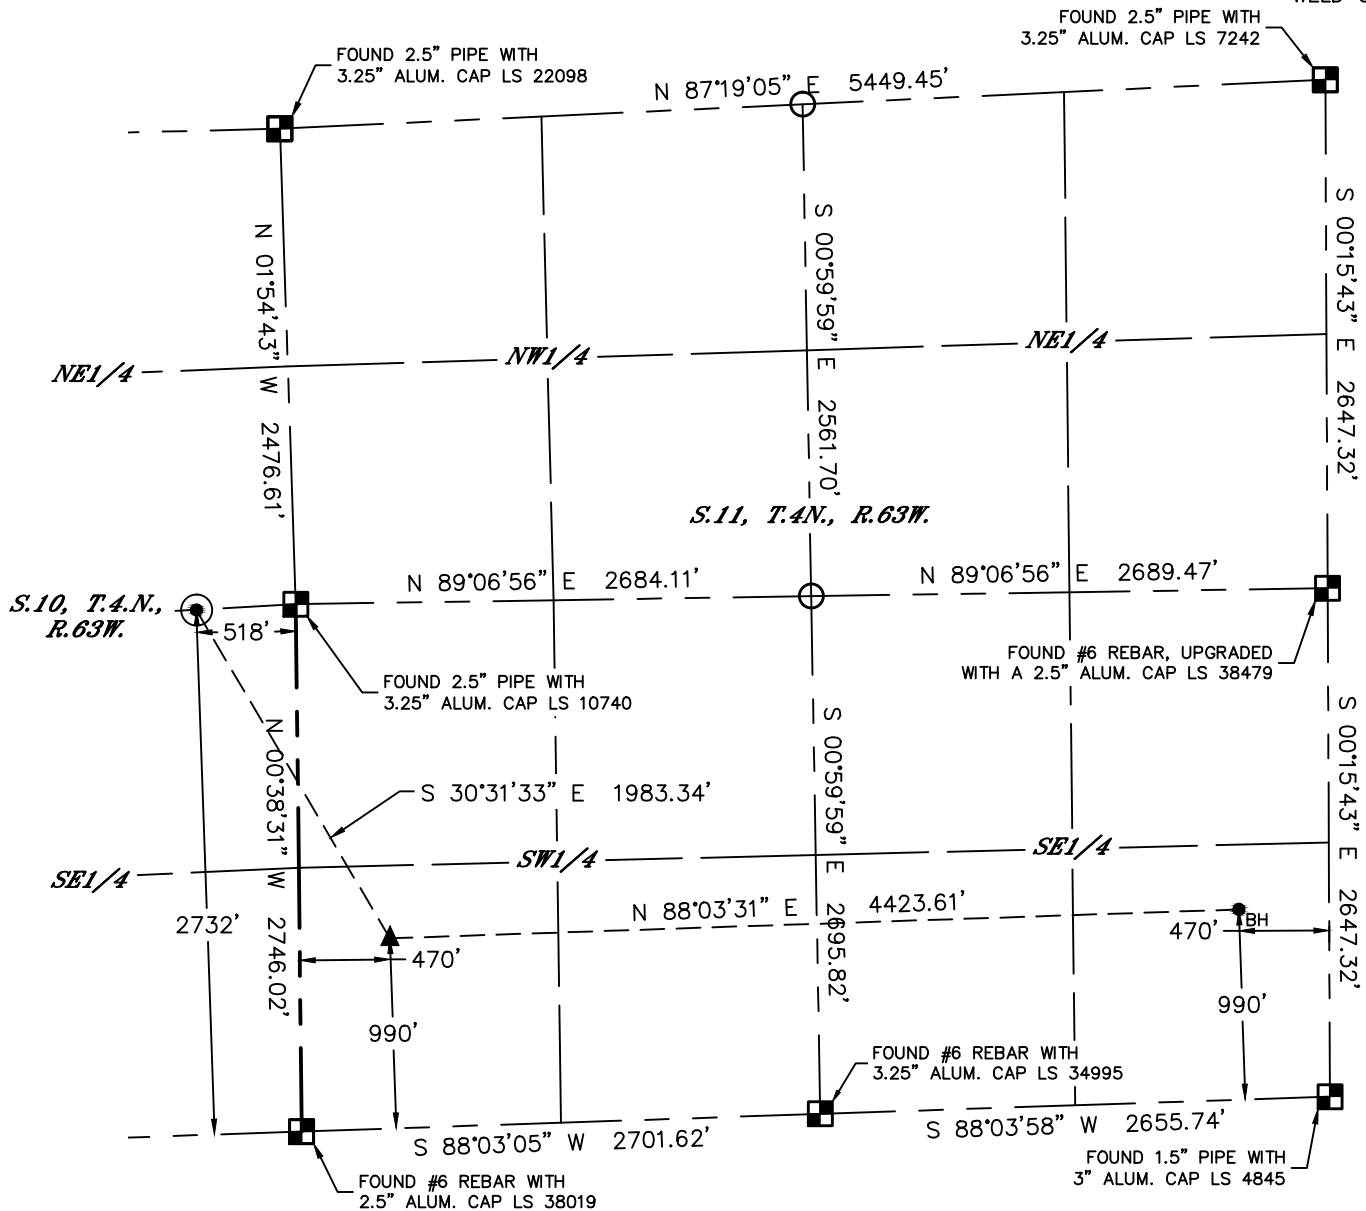 FOUND 2.5" PIPE WITH
3.25" ALUM. CAP LS 7242
FOUND 2.5" PIPE WITH
3.25" ALUM. CAP LS 22098
N 87°19'05" E 5449.45'
N 01°54'43" W 2476.61'
S 00°59'59" E 2561.70'
S 00°15'43" E 2647.32'
NE1/4
NW1/4
NE1/4
S.11, T.4N., R.63W.
N 89°06'56" E 2684.11'
N 89°06'56" E 2689.47'
S.10, T.4.N.,
R.63W.
518'
FOUND #6 REBAR, UPGRADED
WITH A 2.5" ALUM. CAP LS 38479
FOUND 2.5" PIPE WITH
3.25" ALUM. CAP LS 10740
N 00°38'31" W 2746.02'
S 00°59'59" E 2695.82'
S 00°15'43" E 2647.32'
S 30°31'33" E 1983.34'
SE1/4
SW1/4
SE1/4
2732'
N 88°03'31" E 4423.61'
BH
470'
470'
990'
990'
FOUND #6 REBAR WITH
3.25" ALUM. CAP LS 34995
S 88°03'05" W 2701.62'
S 88°03'58" W 2655.74'
FOUND 1.5" PIPE WITH
3" ALUM. CAP LS 4845
FOUND #6 REBAR WITH
2.5" ALUM. CAP LS 38019